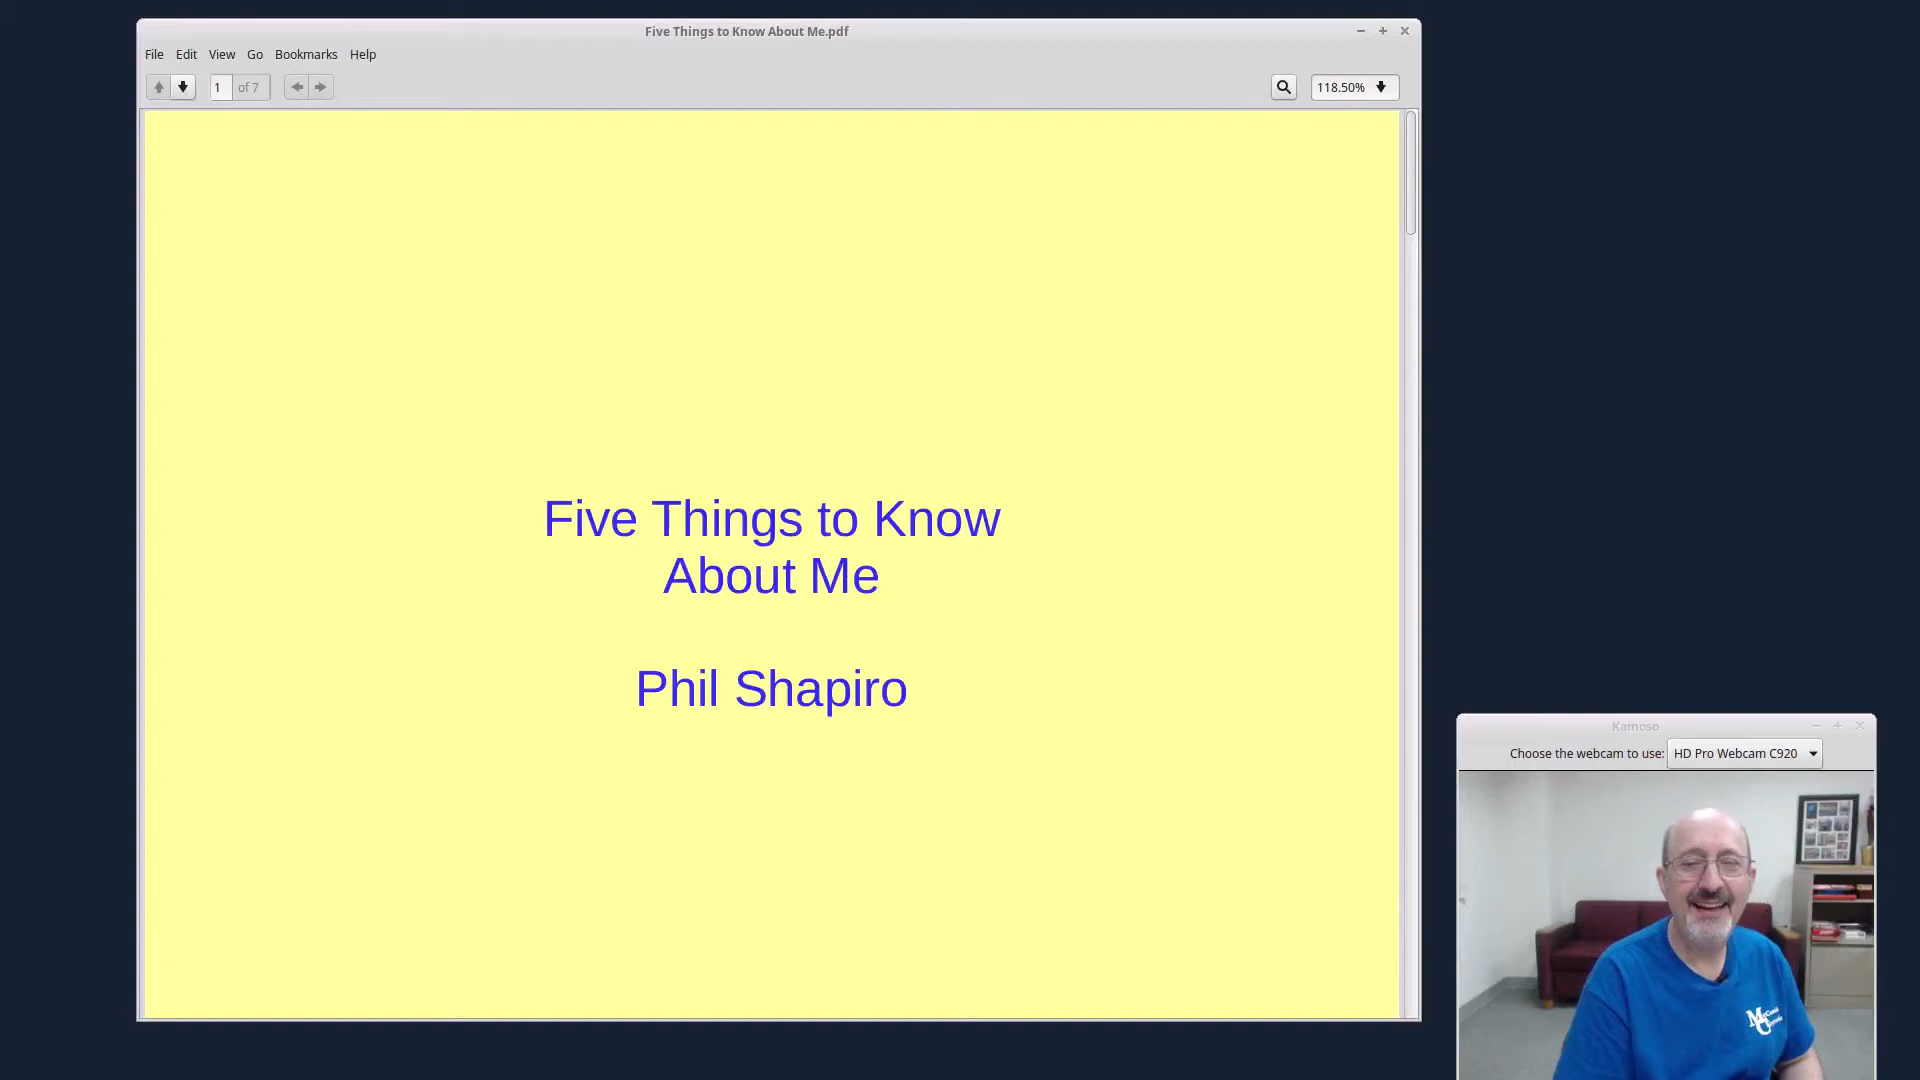 Five Things to Know About Me.pdf
File Edit View Go Bookmarks Help
1 of 7
118.50%
Five Things to Know
About Me
Phil Shapiro
Kamoso
Choose the webcam to use: HD Pro Webcam C920